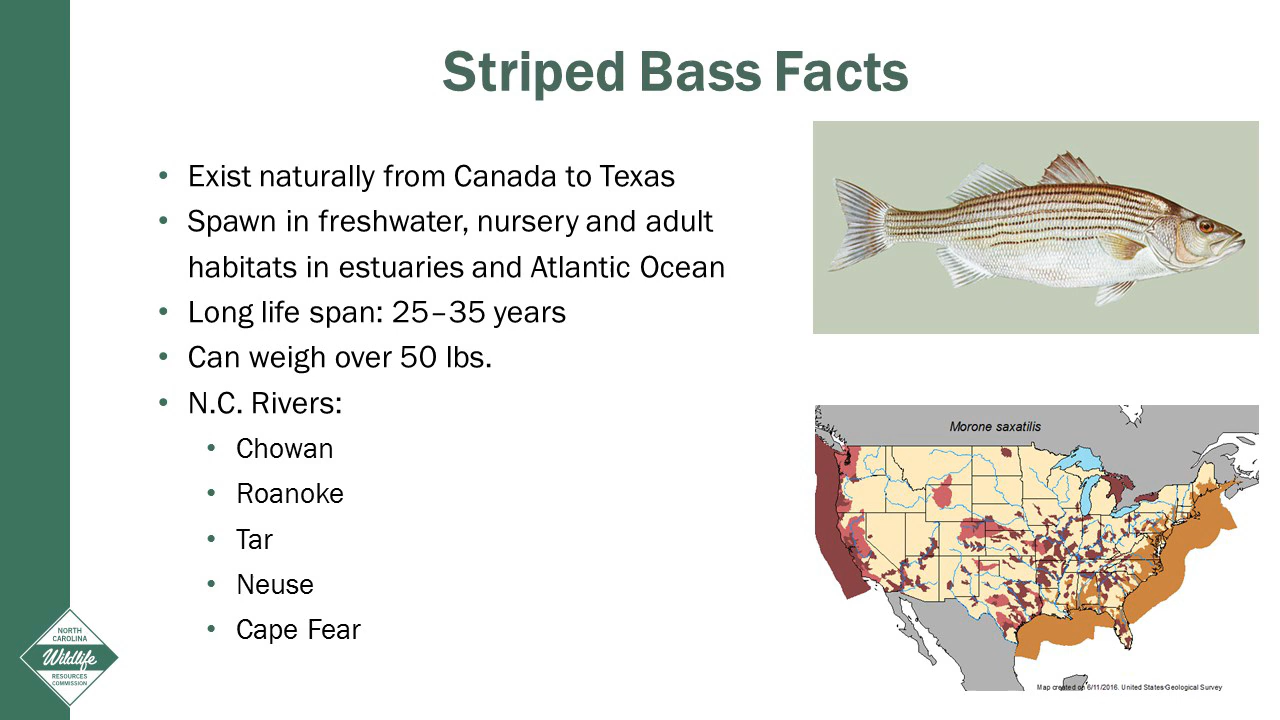 Striped Bass Facts
• Exist naturally from Canada to Texas
• Spawn in freshwater, nursery and adult
habitats in estuaries and Atlantic Ocean
• Long life span: 25–35 years
• Can weigh over 50 lbs.
• N.C. Rivers:
• Chowan
• Roanoke
• Tar
• Neuse
• Cape Fear
Morone saxatilis
Map created on 6/11/2016. United States Geological Survey
NORTH
CAROLINA
Wildlife
RESOURCES
COMMISSION